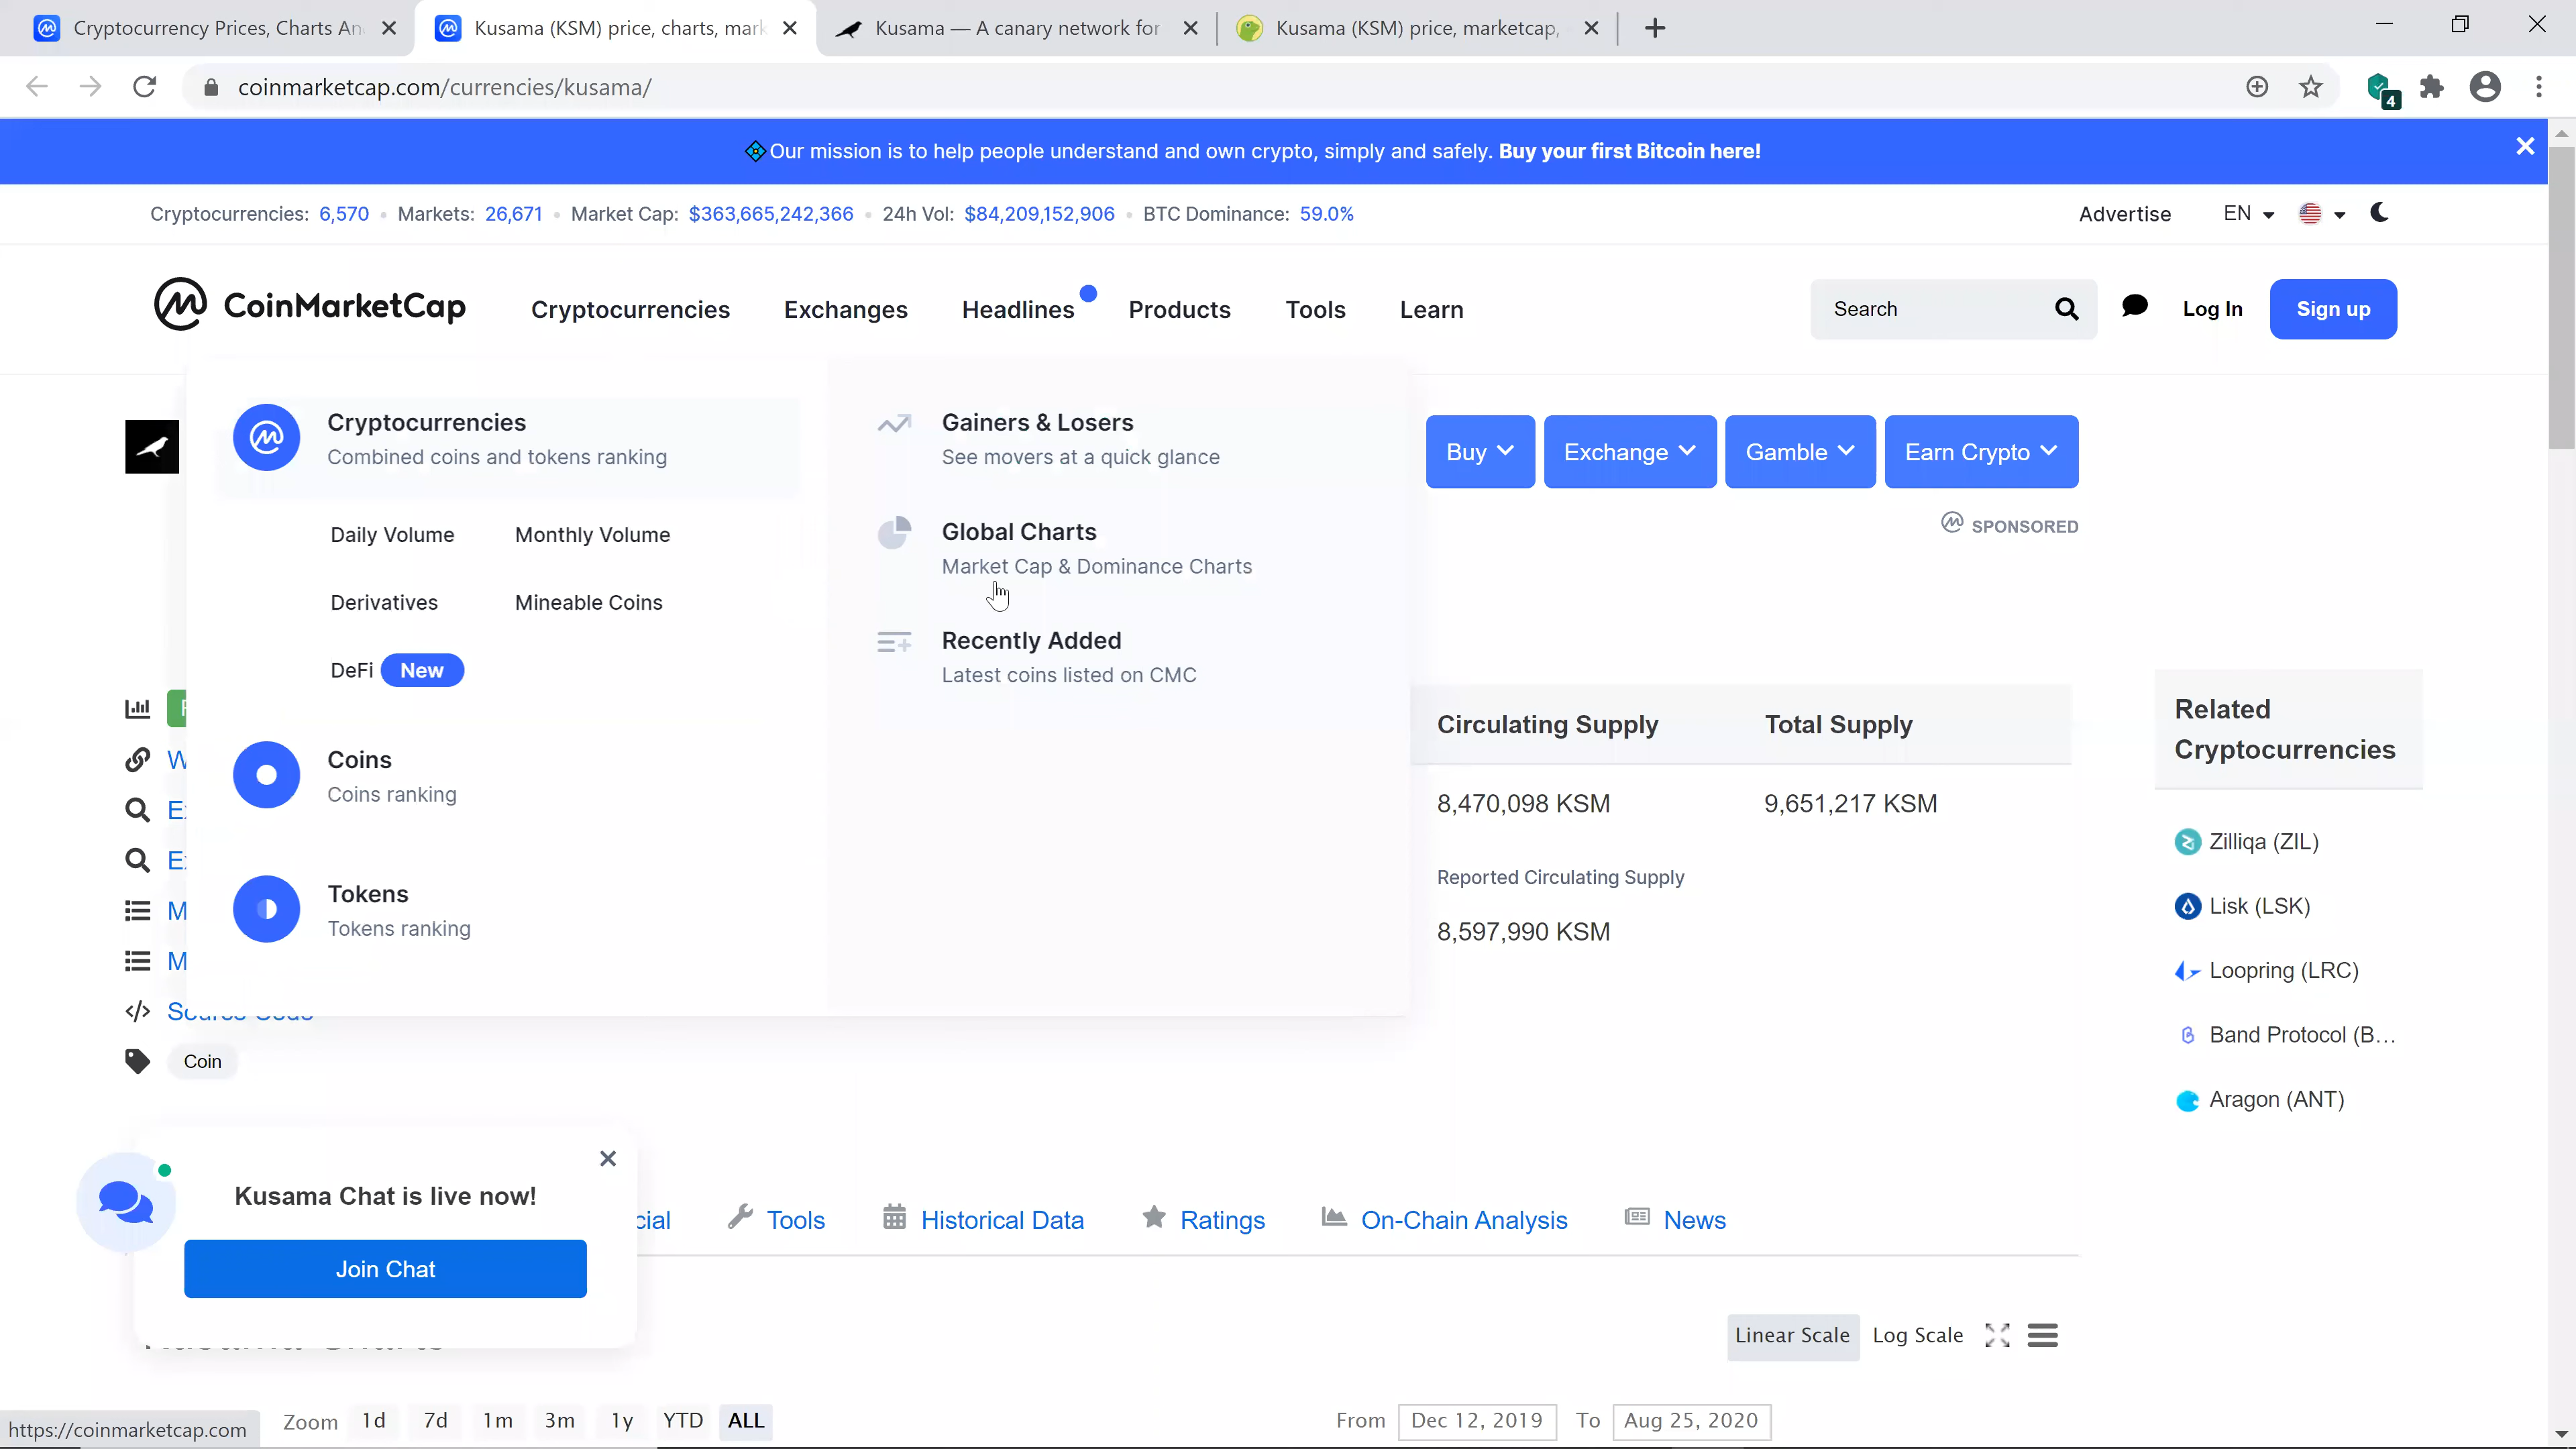 Cryptocurrency Prices, Charts An
Kusama (KSM) price, charts, mark
Kusama — A canary network for
Kusama (KSM) price, marketcap,
coinmarketcap.com/currencies/kusama/
4
Our mission is to help people understand and own crypto, simply and safely. Buy your first Bitcoin here!
Cryptocurrencies: 6,570 • Markets: 26,671 • Market Cap: $363,665,242,366 • 24h Vol: $84,209,152,906 • BTC Dominance: 59.0%
Advertise EN
CoinMarketCap Cryptocurrencies Exchanges Headlines Products Tools Learn Search Log In Sign up
Cryptocurrencies
Combined coins and tokens ranking
Daily Volume Monthly Volume
Derivatives Mineable Coins
DeFi New
Coins
Coins ranking
Tokens
Tokens ranking
Gainers & Losers
See movers at a quick glance
Global Charts
Market Cap & Dominance Charts
Recently Added
Latest coins listed on CMC
Buy Exchange Gamble Earn Crypto
SPONSORED
Circulating Supply Total Supply
8,470,098 KSM 9,651,217 KSM
Reported Circulating Supply
8,597,990 KSM
Related
Cryptocurrencies
Zilliqa (ZIL)
Lisk (LSK)
Loopring (LRC)
Band Protocol (B...
Aragon (ANT)
Source Code
Coin
Kusama Chat is live now!
Join Chat
cial Tools Historical Data Ratings On-Chain Analysis News
Linear Scale Log Scale
Zoom 1d 7d 1m 3m 1y YTD ALL
From Dec 12, 2019 To Aug 25, 2020
https://coinmarketcap.com